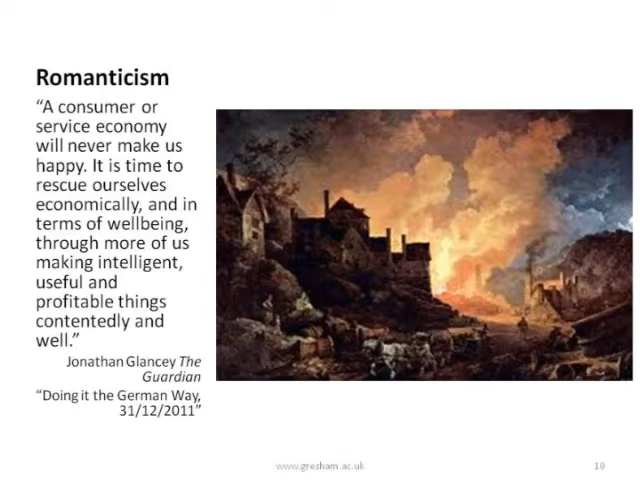 Romanticism
“A consumer or
service economy
will never make us
happy. It is time to
rescue ourselves
economically, and in
terms of wellbeing,
through more of us
making intelligent,
useful and
profitable things
contentedly and
well.”
Jonathan Glancey The
Guardian
“Doing it the German Way,
31/12/2011”
www.gresham.ac.uk
10